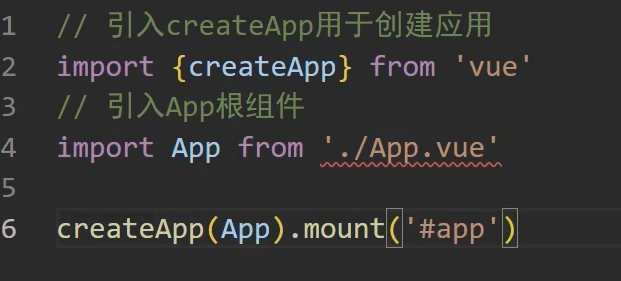 1 // 引入createApp用于创建应用
2 import {createApp} from 'vue'
3 // 引入App根组件
4 import App from './App.vue'
5
6 createApp(App).mount('#app')